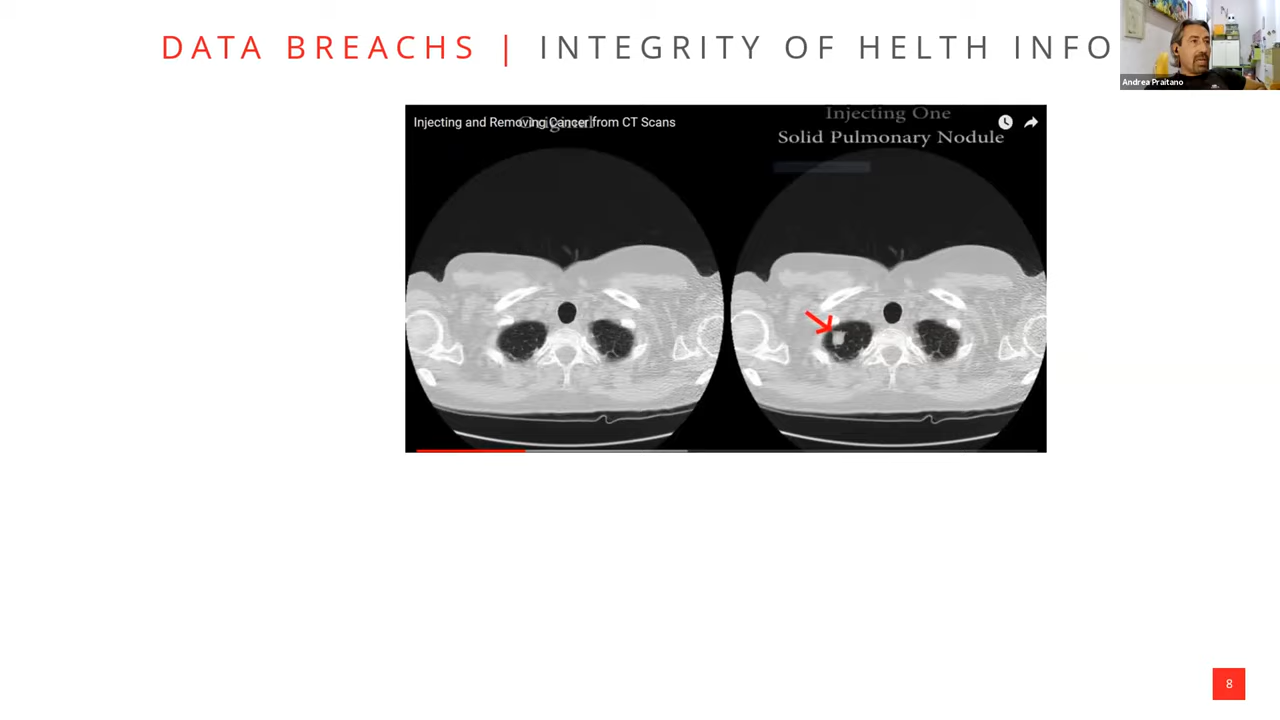 DATA BREACHS | INTEGRITY OF HELTH INFO
Andrea Praitano
Injecting and Removing Cancer from CT Scans
Original
Injecting One
Solid Pulmonary Nodule
8